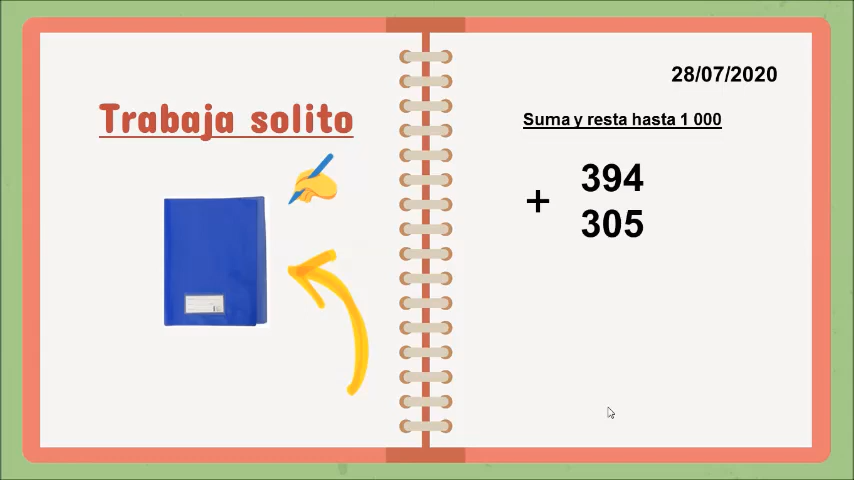 Trabaja solito
28/07/2020
Suma y resta hasta 1 000
394
+
305